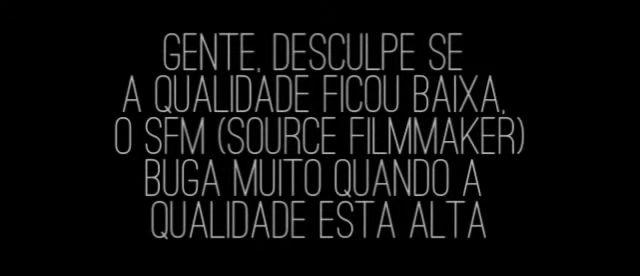 GENTE, DESCULPE SE
A QUALIDADE FICOU BAIXA,
O SFM (SOURCE FILMMAKER)
BUGA MUITO QUANDO A
QUALIDADE ESTA ALTA